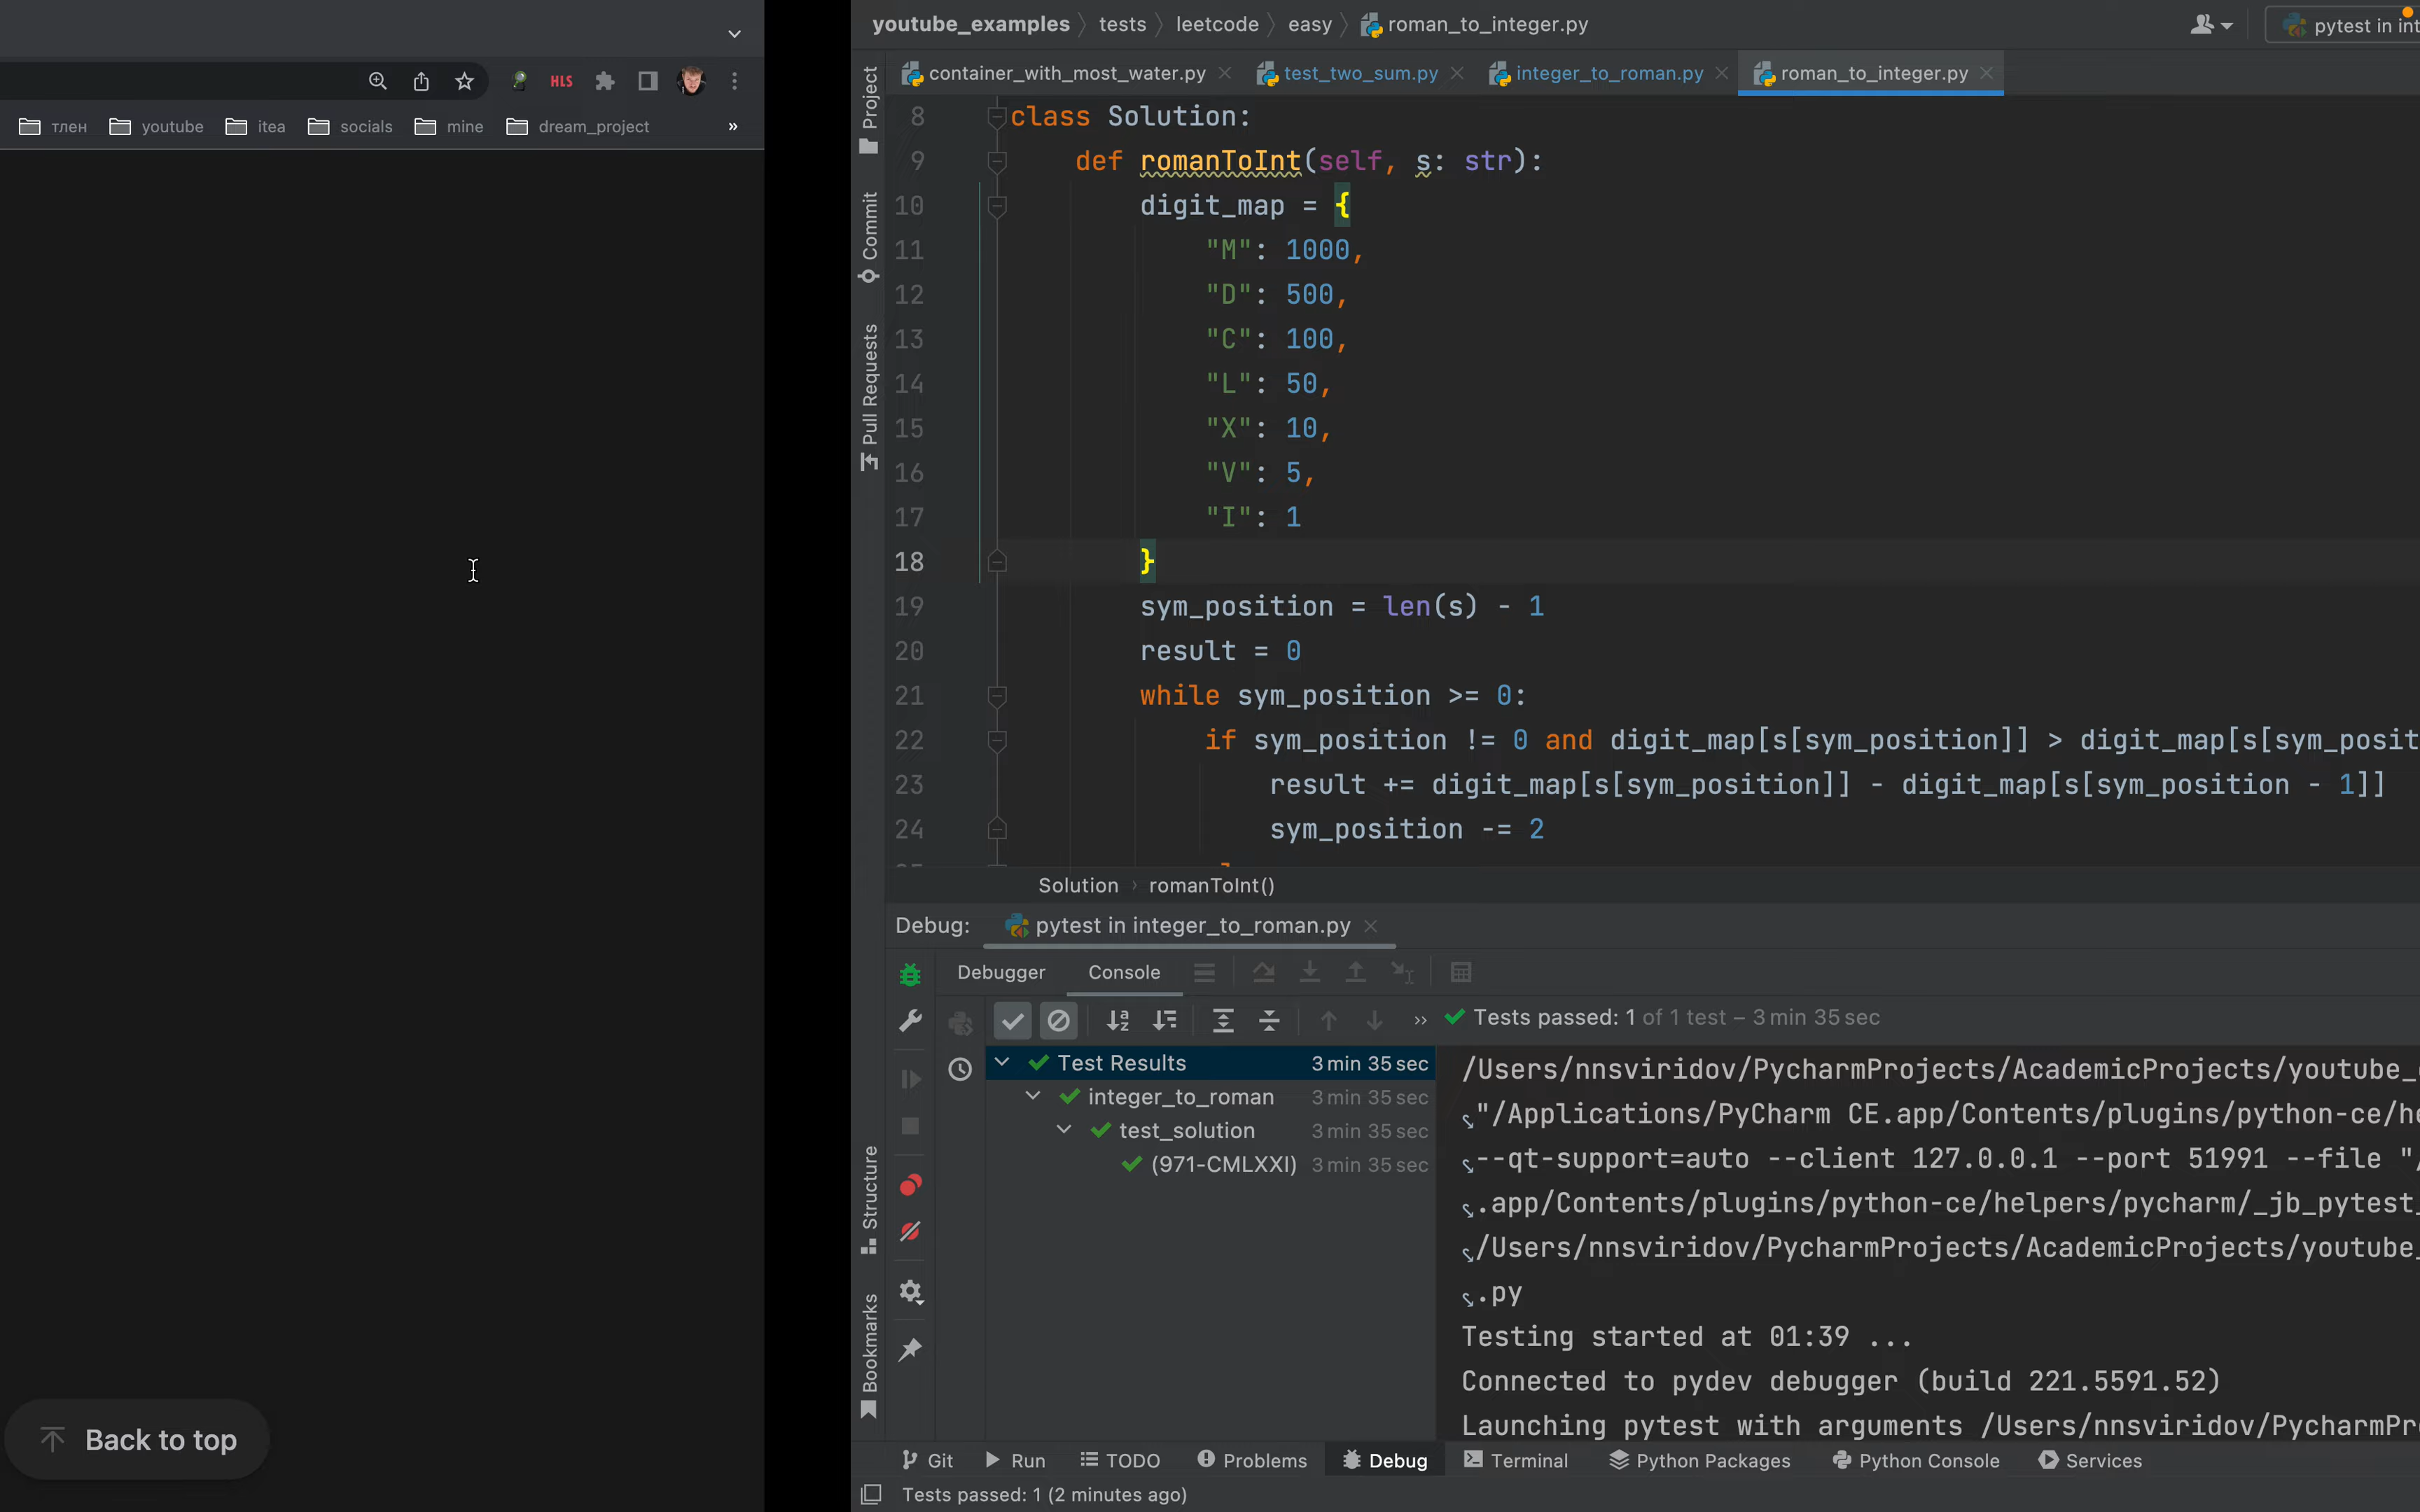 HLS
тлен youtube itea socials mine dream_project »
Back to top
youtube_examples tests leetcode easy roman_to_integer.py
pytest in int
container_with_most_water.py test_two_sum.py integer_to_roman.py roman_to_integer.py
Project
Commit
Pull Requests
Structure
Bookmarks
8 class Solution:
9 def romanToInt(self, s: str):
10 digit_map = {
11 "M": 1000,
12 "D": 500,
13 "C": 100,
14 "L": 50,
15 "X": 10,
16 "V": 5,
17 "I": 1
18 }
19 sym_position = len(s) - 1
20 result = 0
21 while sym_position >= 0:
22 if sym_position != 0 and digit_map[s[sym_position]] > digit_map[s[sym_posit
23 result += digit_map[s[sym_position]] - digit_map[s[sym_position - 1]]
24 sym_position -= 2
Solution romanToInt()
Debug: pytest in integer_to_roman.py
Debugger Console
» Tests passed: 1 of 1 test – 3 min 35 sec
Test Results 3 min 35 sec
integer_to_roman 3 min 35 sec
test_solution 3 min 35 sec
(971-CMLXXI) 3 min 35 sec
/Users/nnsviridov/PycharmProjects/AcademicProjects/youtube_
"/Applications/PyCharm CE.app/Contents/plugins/python-ce/he
--qt-support=auto --client 127.0.0.1 --port 51991 --file "/
.app/Contents/plugins/python-ce/helpers/pycharm/_jb_pytest_
/Users/nnsviridov/PycharmProjects/AcademicProjects/youtube_
.py
Testing started at 01:39 ...
Connected to pydev debugger (build 221.5591.52)
Launching pytest with arguments /Users/nnsviridov/PycharmPr
Git Run TODO Problems Debug Terminal Python Packages Python Console Services
Tests passed: 1 (2 minutes ago)